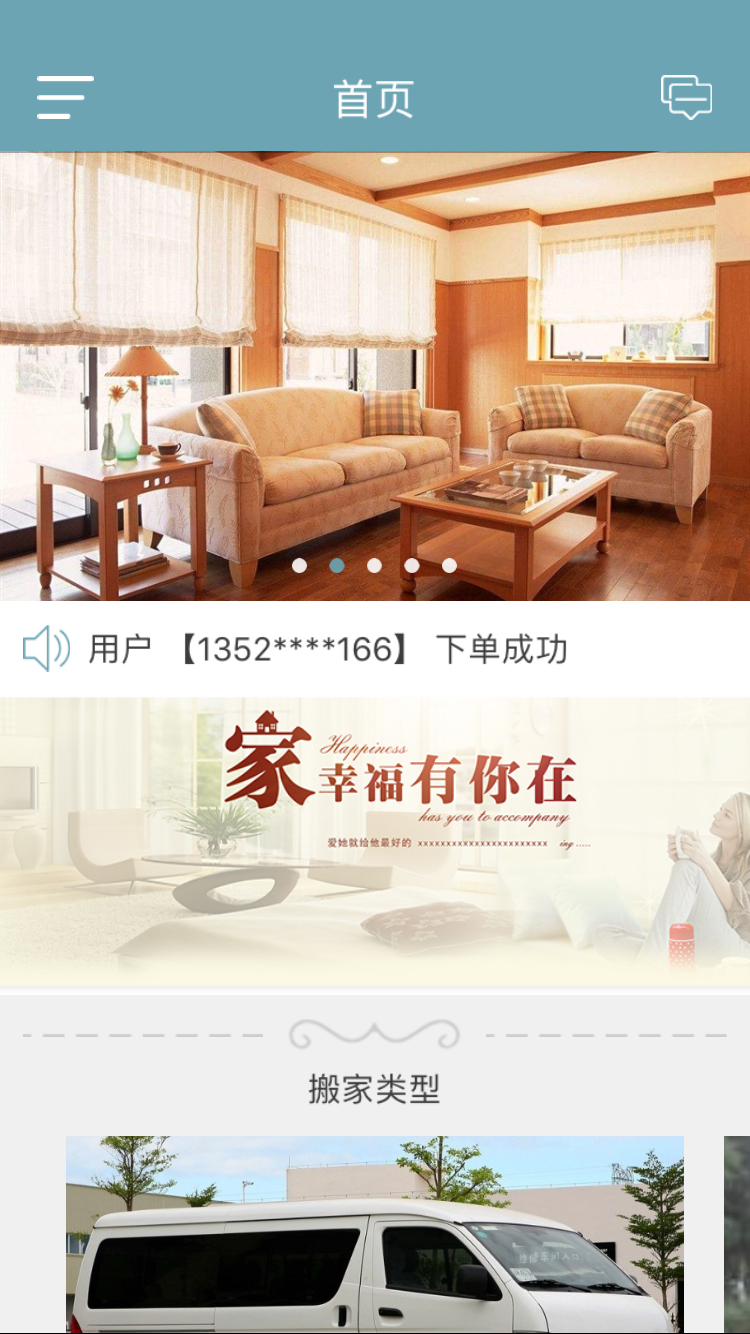 首页
用户 【1352****166】 下单成功
家
Happiness
幸福有你在
has you to accompany
爱她就给他最好的 xxxxxxxxxxxxxxxxxxxxxxxx ing .....
搬家类型